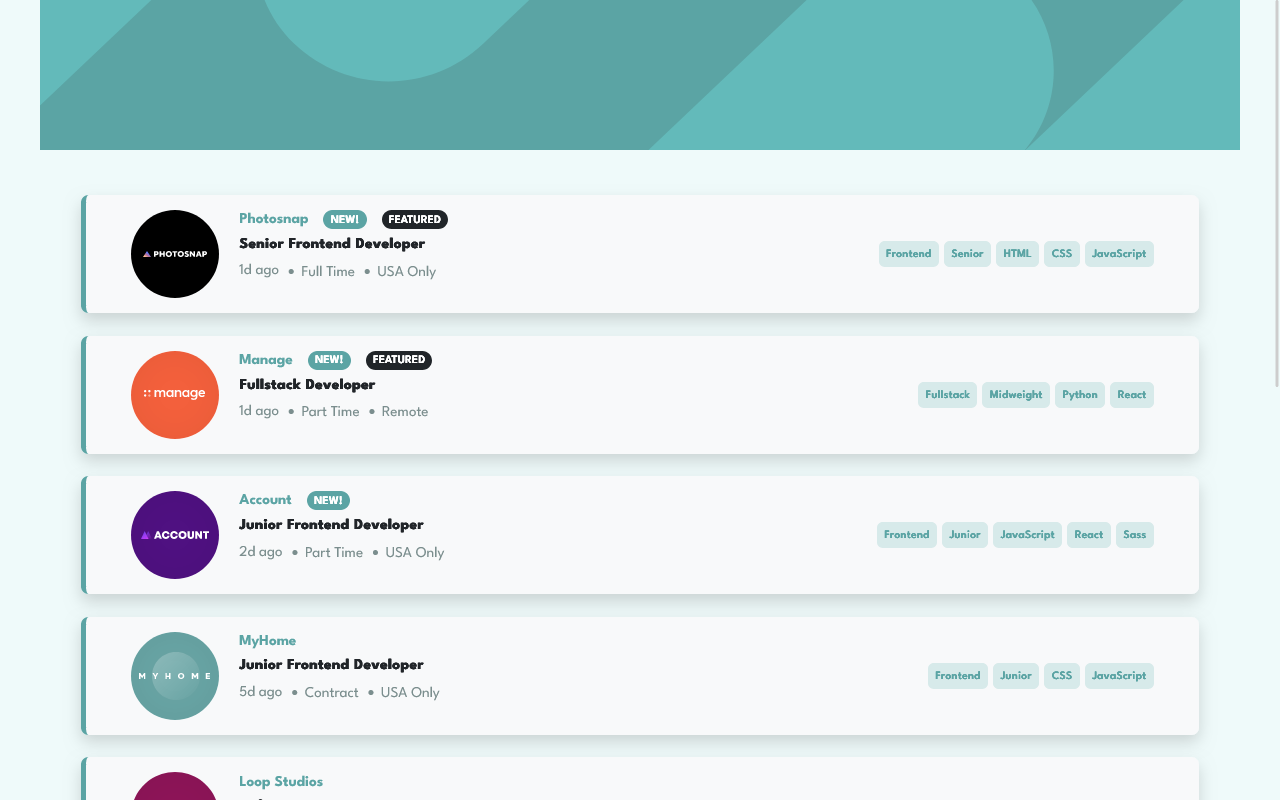 PHOTOSNAP
Photosnap NEW! FEATURED
Senior Frontend Developer
1d ago • Full Time • USA Only
Frontend Senior HTML CSS JavaScript
manage
Manage NEW! FEATURED
Fullstack Developer
1d ago • Part Time • Remote
Fullstack Midweight Python React
ACCOUNT
Account NEW!
Junior Frontend Developer
2d ago • Part Time • USA Only
Frontend Junior JavaScript React Sass
MYHOME
MyHome
Junior Frontend Developer
5d ago • Contract • USA Only
Frontend Junior CSS JavaScript
Loop Studios